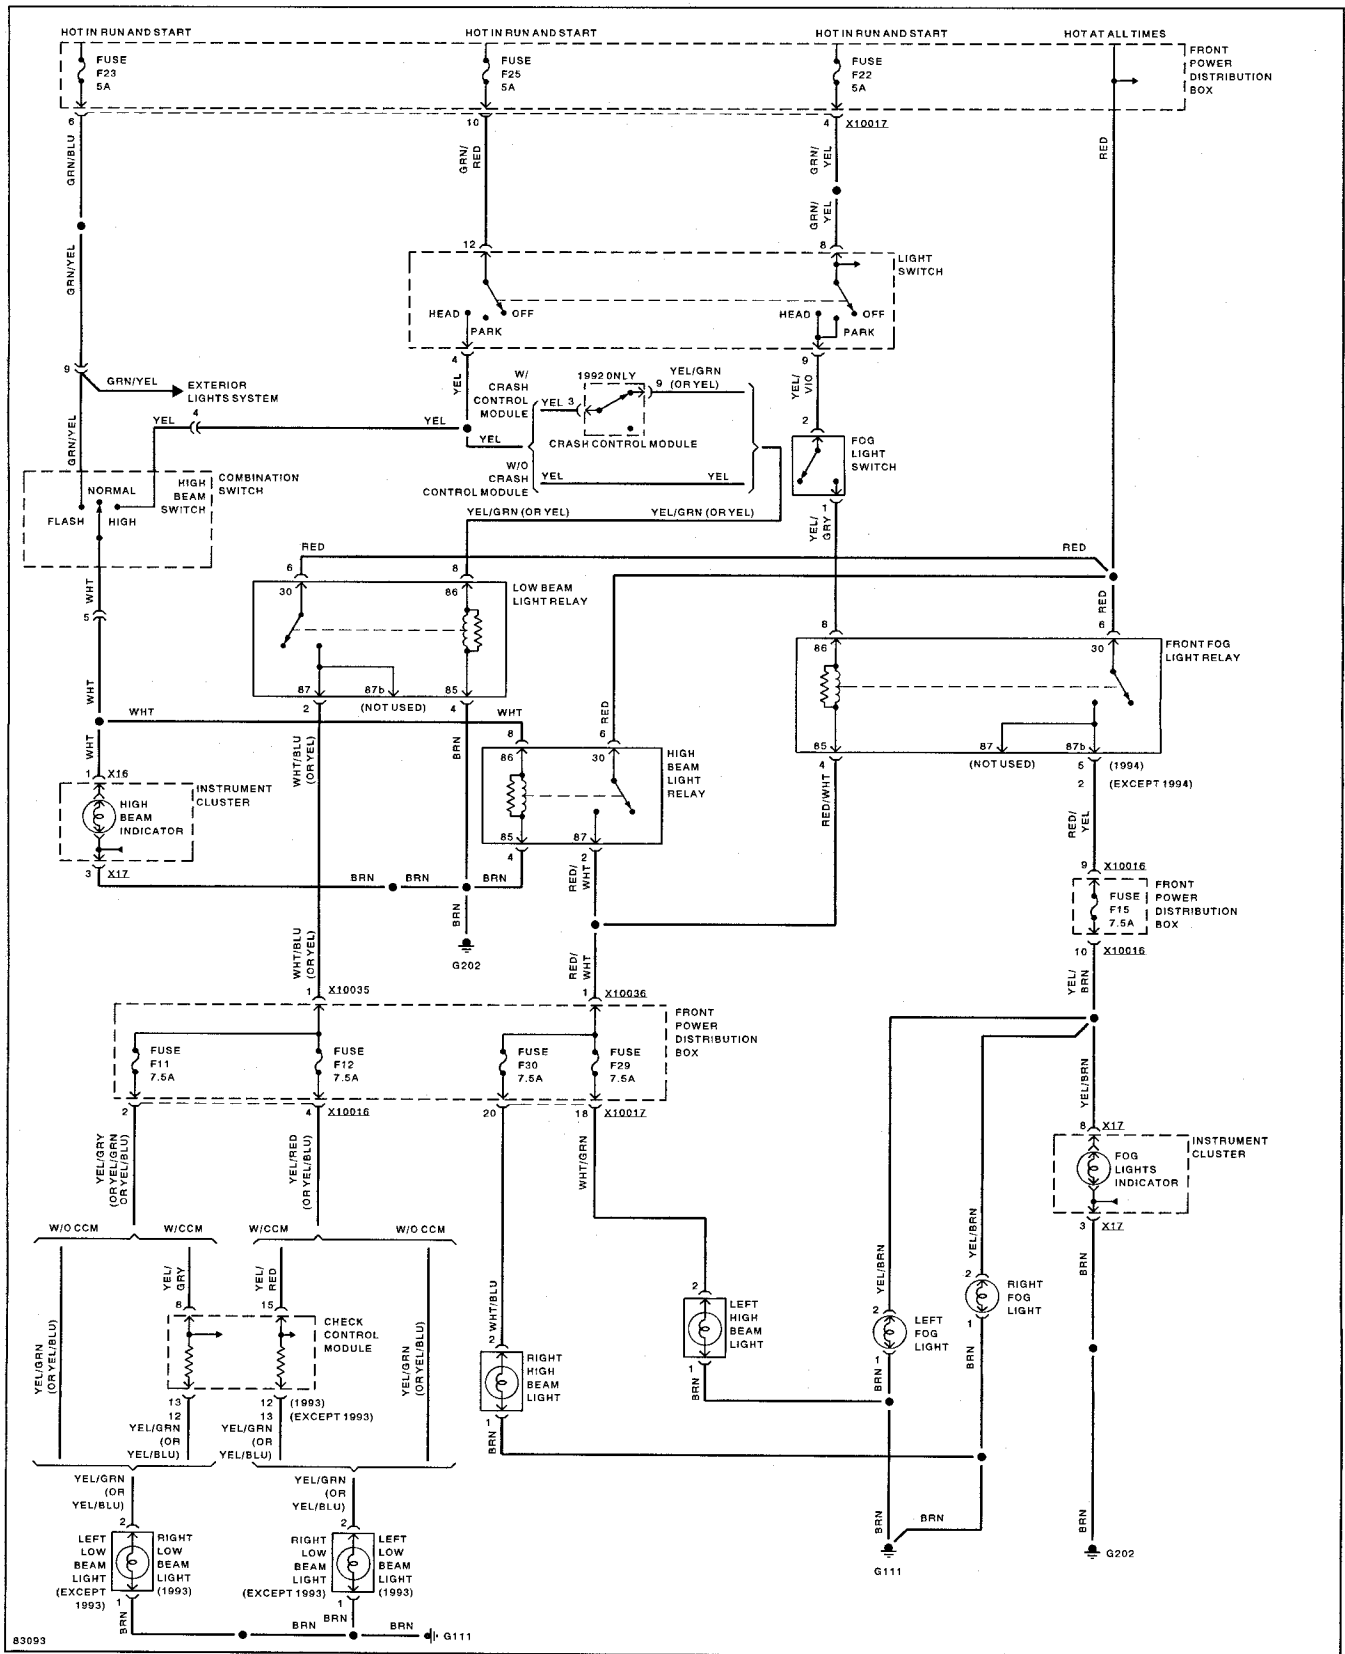 HOT IN RUN AND START
HOT IN RUN AND START
HOT IN RUN AND START
HOT AT ALL TIMES
FUSE
F23
5A
FUSE
F25
5A
FUSE
F22
5A
FRONT
POWER
DISTRIBUTION
BOX
6
10
4
X10017
GRN/BLU
GRN/
RED
GRN/
YEL
RED
GRN/
YEL
GRN/YEL
12
8
LIGHT
SWITCH
HEAD
OFF
PARK
HEAD
OFF
PARK
4
9
9
GRN/YEL
EXTERIOR
LIGHTS SYSTEM
YEL
W/
CRASH
CONTROL
MODULE
1992 ONLY
YEL/GRN
(OR YEL)
YEL 3
9
YEL/
VIO
4
YEL
YEL
YEL
CRASH CONTROL MODULE
2
FOG
LIGHT
SWITCH
GRN/YEL
W/O
CRASH
CONTROL MODULE
YEL
YEL
COMBINATION
SWITCH
HIGH
BEAM
SWITCH
NORMAL
FLASH
HIGH
YEL/GRN (OR YEL)
YEL/GRN (OR YEL)
1
YEL/
GRY
RED
RED
WHT
6
8
30
86
LOW BEAM
LIGHT RELAY
5
RED
8
6
86
30
FRONT FOG
LIGHT RELAY
WHT
87
87b
85
2
(NOT USED)
4
WHT
WHT
RED
WHT
WHT/BLU
(OR YEL)
BRN
8
6
86
30
HIGH
BEAM
LIGHT
RELAY
85
87
87b
4
(NOT USED)
5
(1994)
2
(EXCEPT 1994)
1
X16
INSTRUMENT
CLUSTER
HIGH
BEAM
INDICATOR
3
X17
85
87
4
2
RED/WHT
RED/
YEL
BRN
BRN
BRN
RED/
WHT
9
X10016
FUSE
F15
7.5A
FRONT
POWER
DISTRIBUTION
BOX
10
X10016
BRN
G202
WHT/BLU
(OR YEL)
RED/
WHT
YEL/
BRN
1
X10035
1
X10036
FRONT
POWER
DISTRIBUTION
BOX
FUSE
F11
7.5A
FUSE
F12
7.5A
FUSE
F30
7.5A
FUSE
F29
7.5A
2
4
X10016
20
18
X10017
YEL/BRN
YEL/GRY
(OR YEL/GRN
OR YEL/BLU)
YEL/RED
(OR YEL/BLU)
WHT/GRN
8
X17
INSTRUMENT
CLUSTER
FOG
LIGHTS
INDICATOR
3
X17
W/O CCM
W/CCM
W/CCM
W/O CCM
YEL/
GRY
YEL/
RED
YEL/BRN
YEL/BRN
BRN
8
15
CHECK
CONTROL
MODULE
YEL/GRN
(OR YEL/BLU)
YEL/GRN
(OR YEL/BLU)
WHT/BLU
2
LEFT
HIGH
BEAM
LIGHT
1
2
RIGHT
FOG
LIGHT
1
2
LEFT
FOG
LIGHT
1
2
RIGHT
HIGH
BEAM
LIGHT
1
BRN
BRN
BRN
13
12
(1993)
12
13
(EXCEPT 1993)
YEL/GRN
(OR
YEL/BLU)
YEL/GRN
(OR
YEL/BLU)
BRN
YEL/GRN
(OR
YEL/BLU)
YEL/GRN
(OR
YEL/BLU)
2
2
LEFT
LOW
BEAM
LIGHT
(EXCEPT
1993)
RIGHT
LOW
BEAM
LIGHT
(1993)
RIGHT
LOW
BEAM
LIGHT
(EXCEPT 1993)
LEFT
LOW
BEAM
LIGHT
(1993)
1
1
BRN
BRN
BRN
BRN
G111
BRN
BRN
G111
BRN
G202
83093